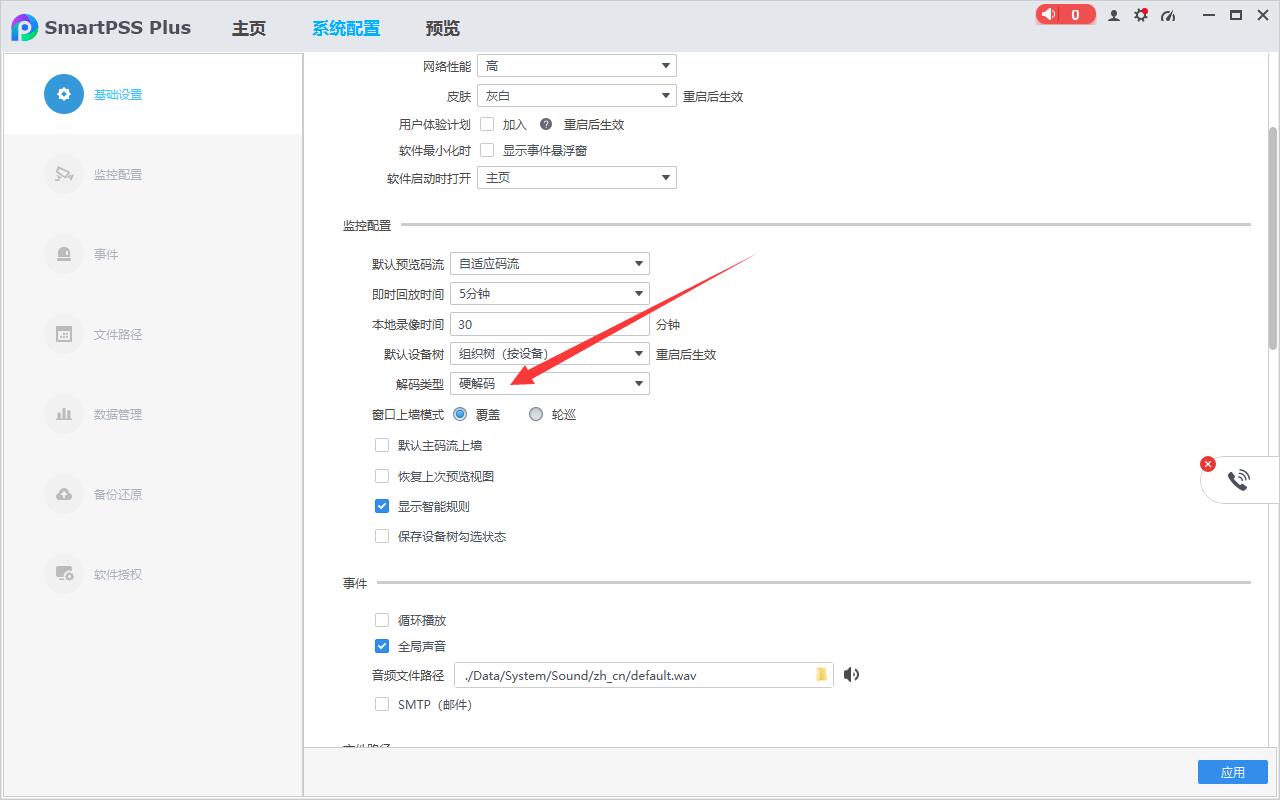 SmartPSS Plus 主页 系统配置 预览 0
基础设置
监控配置
事件
文件路径
数据管理
备份还原
软件授权
网络性能 高
皮肤 灰白 重启后生效
用户体验计划 加入 ? 重启后生效
软件最小化时 显示事件悬浮窗
软件启动时打开 主页
监控配置
默认预览码流 自适应码流
即时回放时间 5分钟
本地录像时间 30 分钟
默认设备树 组织树（按设备） 重启后生效
解码类型 硬解码
窗口上墙模式 覆盖 轮巡
默认主码流上墙
恢复上次预览视图
显示智能规则
保存设备树勾选状态
事件
循环播放
全局声音
音频文件路径 ./Data/System/Sound/zh_cn/default.wav
SMTP（邮件）
文件路径
应用